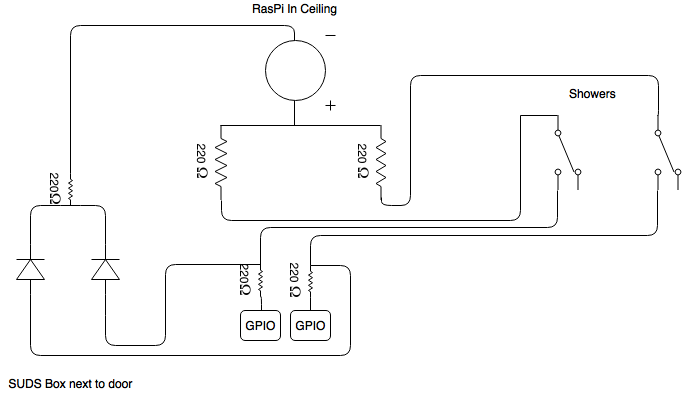 RasPi In Ceiling
−
+
Showers
220 Ω
220 Ω
220Ω
220Ω
220 Ω
GPIO
GPIO
SUDS Box next to door